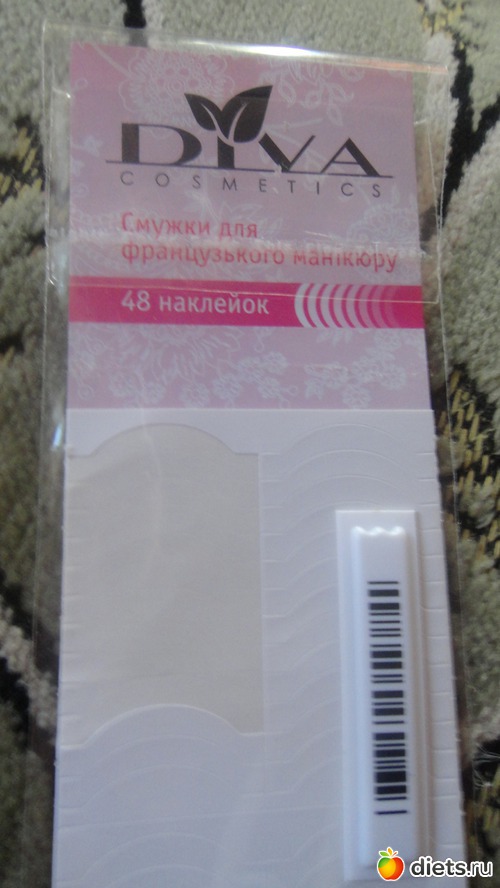 DIVA
COSMETICS
Смужки для
французького манікюру
48 наклейок
diets.ru